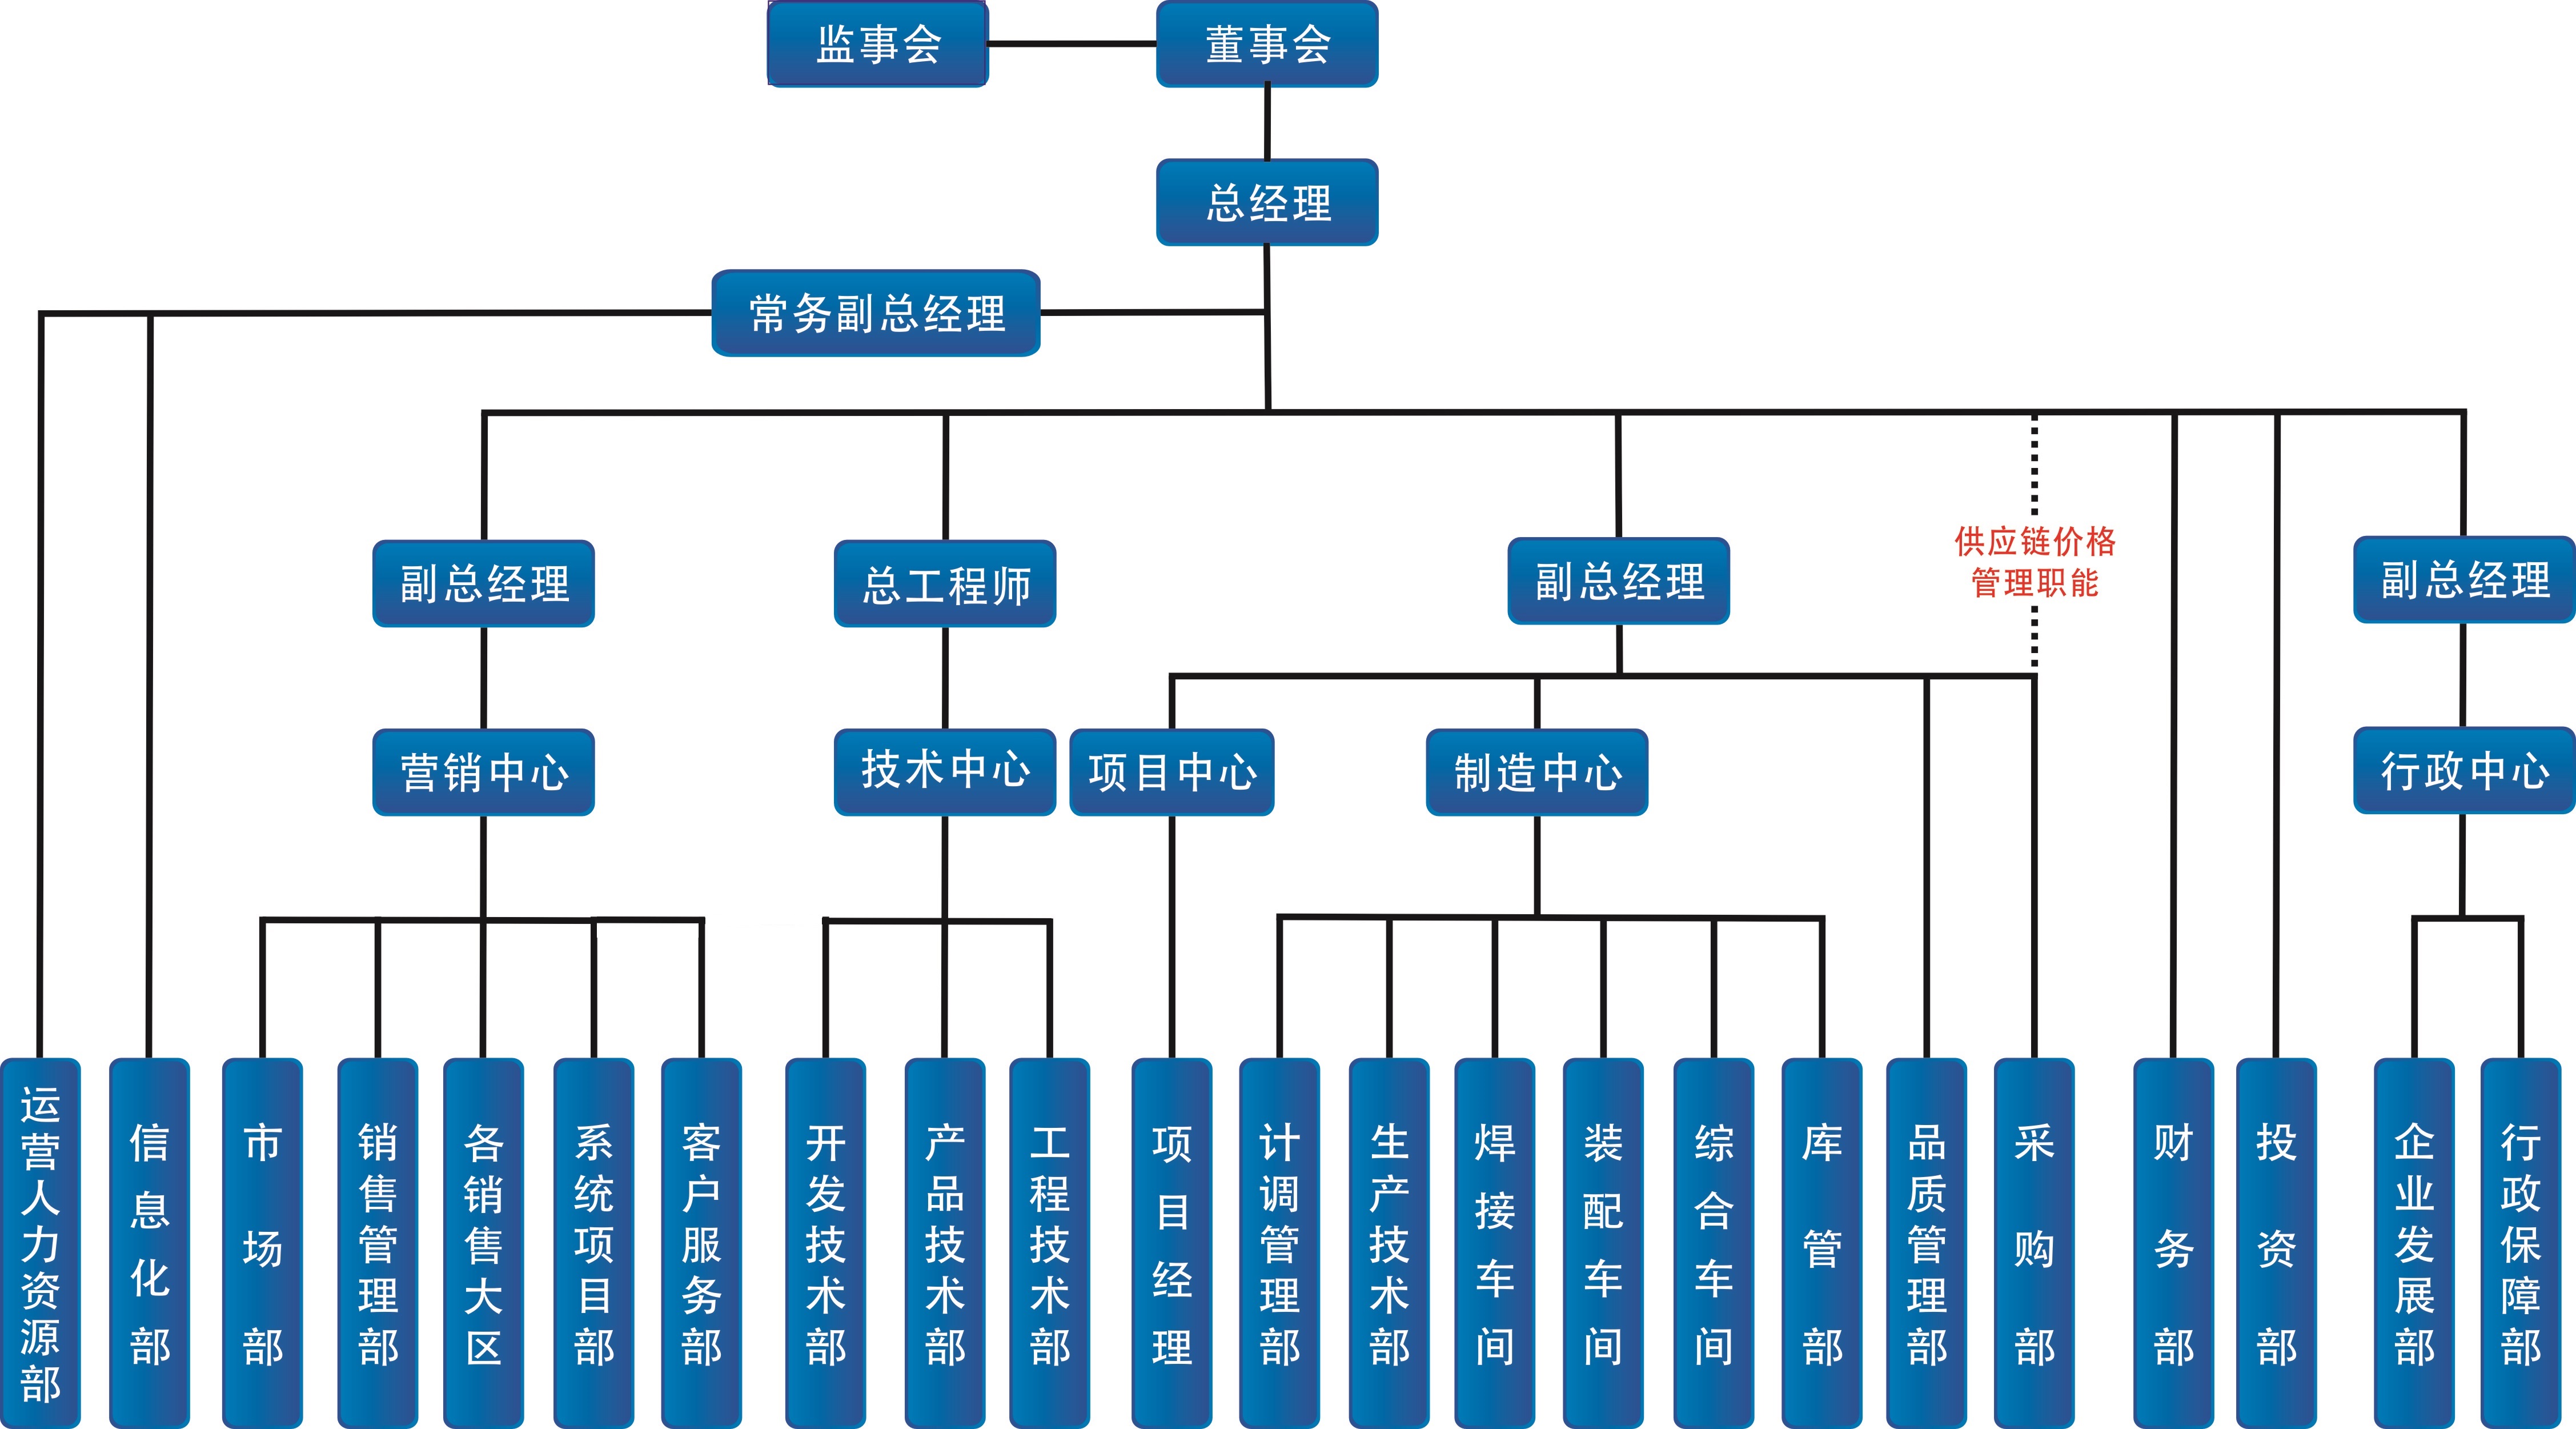 监事会
董事会
总经理
常务副总经理
副总经理
总工程师
副总经理
供应链价格
管理职能
副总经理
营销中心
技术中心
项目中心
制造中心
行政中心
运营人力资源部
信息化部
市场部
销售管理部
各销售大区
系统项目部
客户服务部
开发技术部
产品技术部
工程技术部
项目经理
计调管理部
生产技术部
焊接车间
装配车间
综合车间
库管部
品质管理部
采购部
财务部
投资部
企业发展部
行政保障部